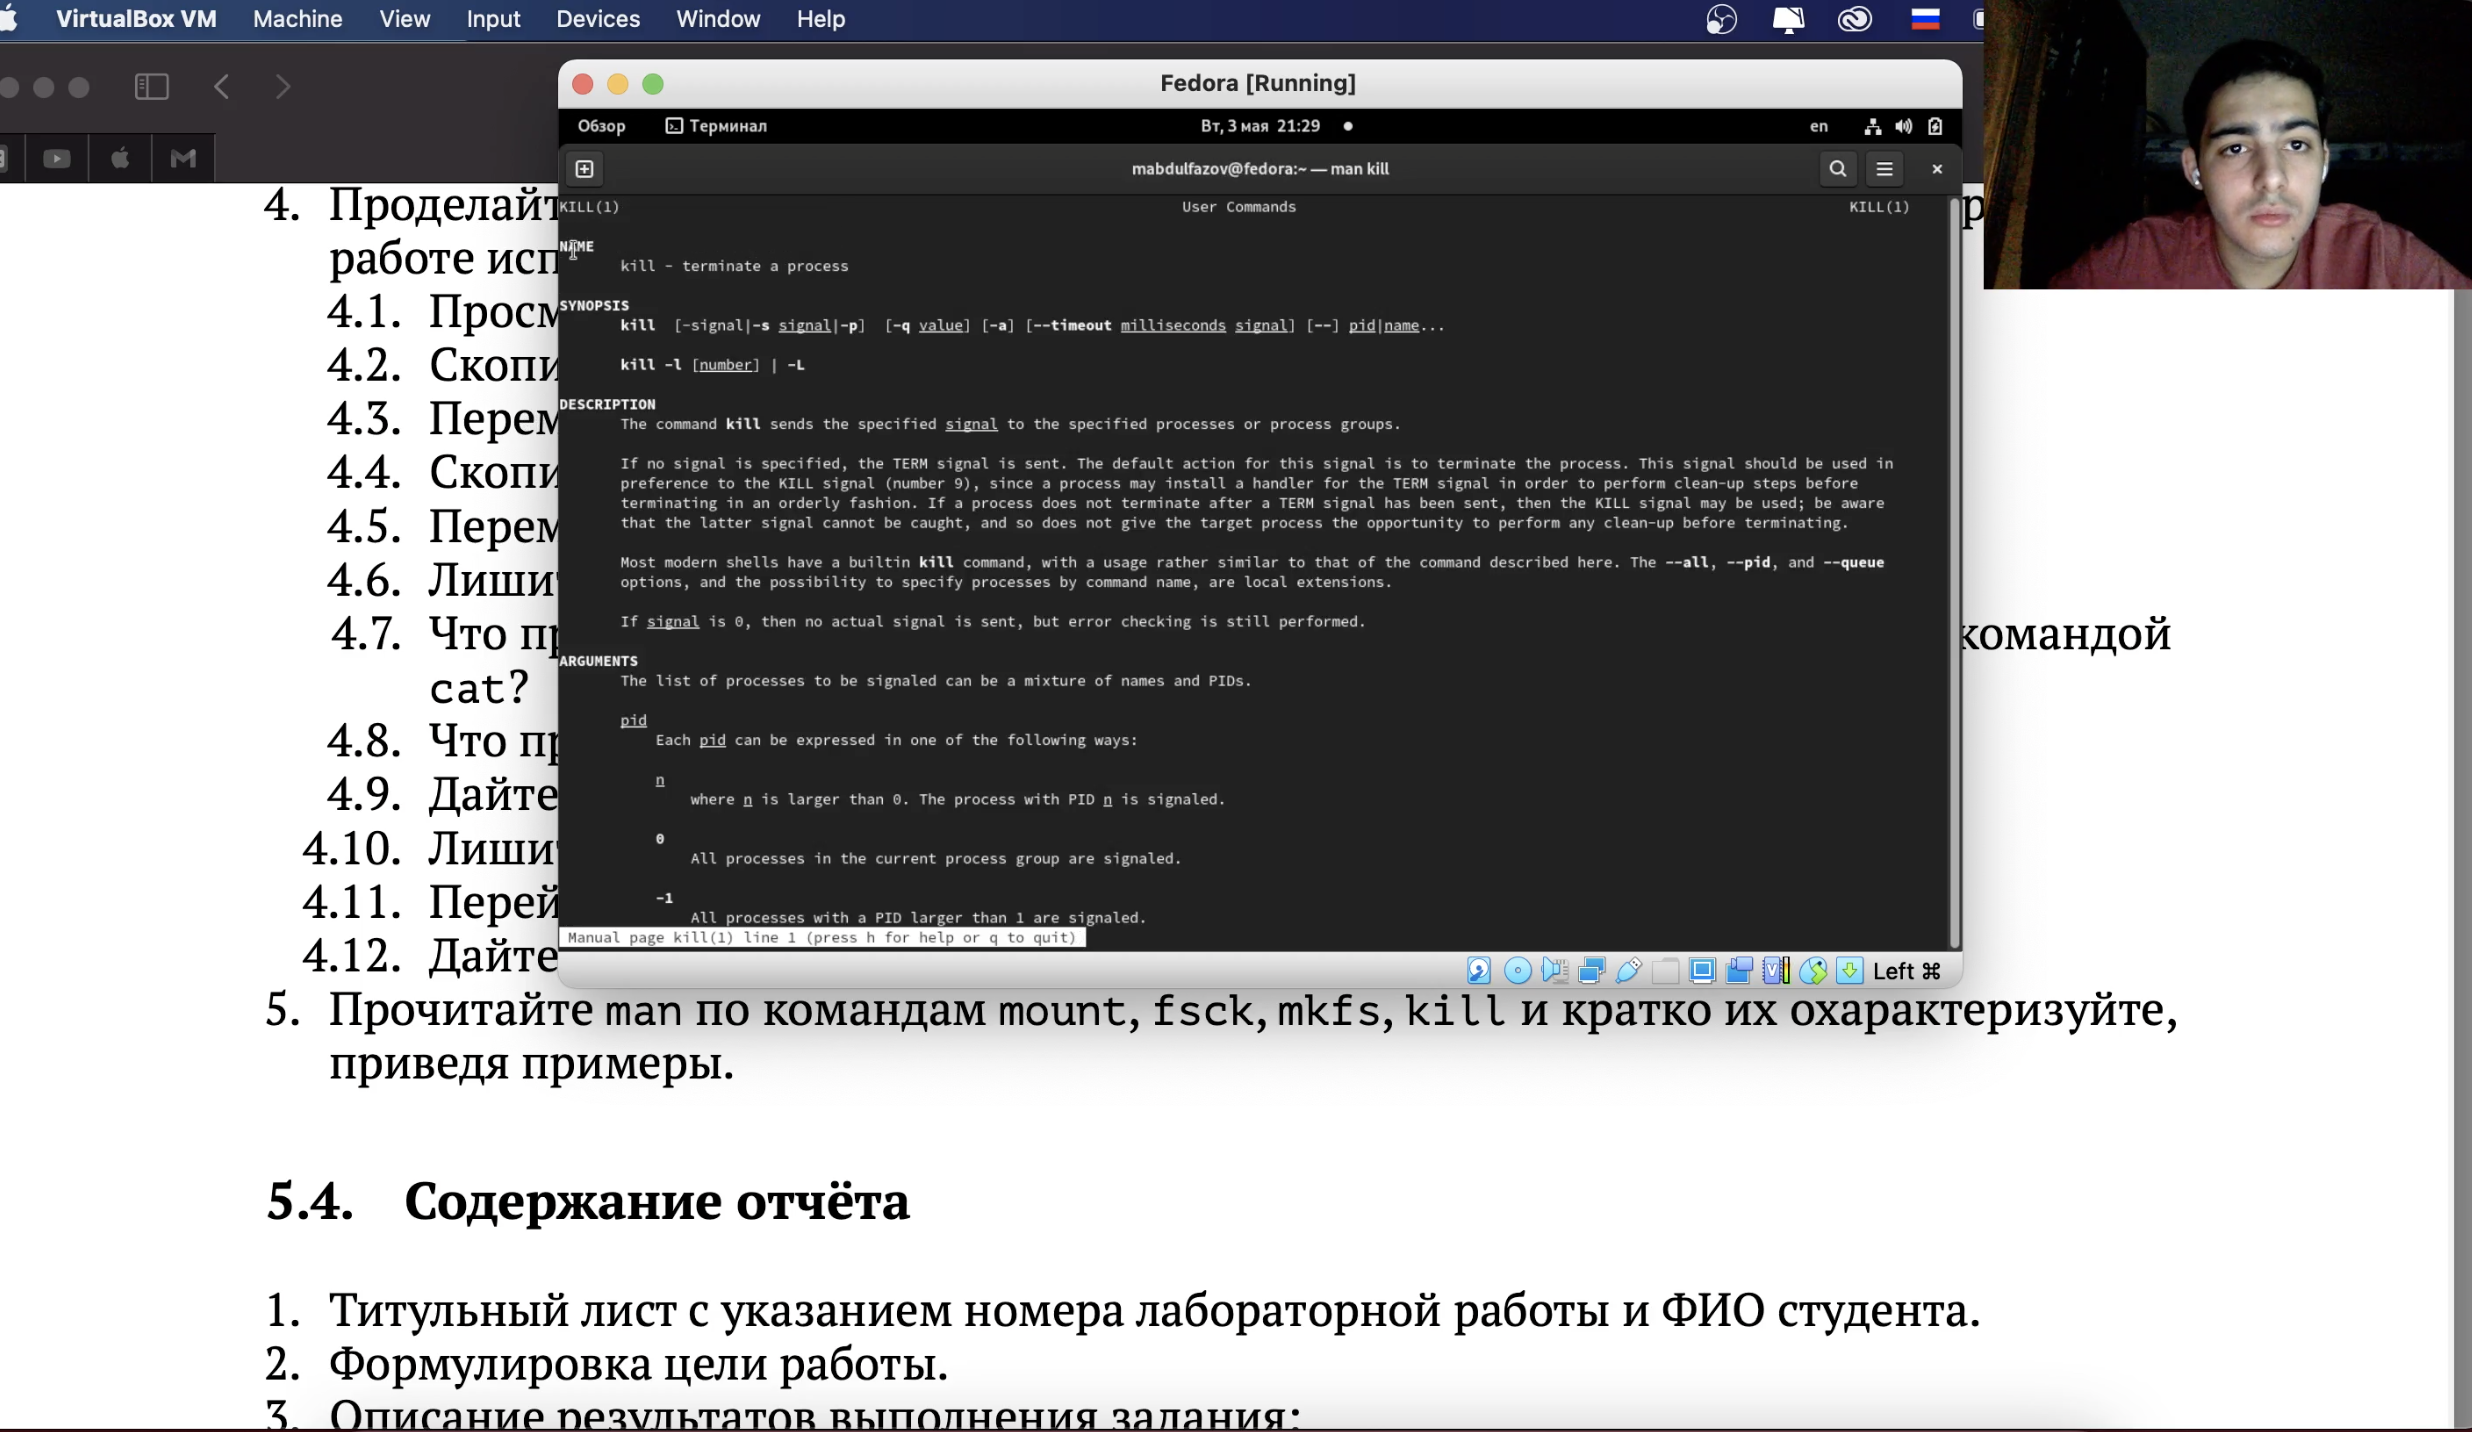 VirtualBox VM Machine View Input Devices Window Help
Fedora [Running]
Обзор Терминал Вт, 3 мая 21:29 en
mabdulfazov@fedora:~ — man kill
KILL(1) User Commands KILL(1)
NAME
kill - terminate a process
SYNOPSIS
kill [-signal|-s signal|-p] [-q value] [-a] [--timeout milliseconds signal] [--] pid|name...
kill -l [number] | -L
DESCRIPTION
The command kill sends the specified signal to the specified processes or process groups.
If no signal is specified, the TERM signal is sent. The default action for this signal is to terminate the process. This signal should be used in
preference to the KILL signal (number 9), since a process may install a handler for the TERM signal in order to perform clean-up steps before
terminating in an orderly fashion. If a process does not terminate after a TERM signal has been sent, then the KILL signal may be used; be aware
that the latter signal cannot be caught, and so does not give the target process the opportunity to perform any clean-up before terminating.
Most modern shells have a builtin kill command, with a usage rather similar to that of the command described here. The --all, --pid, and --queue
options, and the possibility to specify processes by command name, are local extensions.
If signal is 0, then no actual signal is sent, but error checking is still performed.
ARGUMENTS
The list of processes to be signaled can be a mixture of names and PIDs.
pid
Each pid can be expressed in one of the following ways:
n
where n is larger than 0. The process with PID n is signaled.
0
All processes in the current process group are signaled.
-1
All processes with a PID larger than 1 are signaled.
Manual page kill(1) line 1 (press h for help or q to quit)
Left ⌘
4. Проделайт
работе исп
4.1. Просм
4.2. Скопи
4.3. Перем
4.4. Скопи
4.5. Перем
4.6. Лиши
4.7. Что пр командой
cat?
4.8. Что пр
4.9. Дайте
4.10. Лиши
4.11. Перей
4.12. Дайте
5. Прочитайте man по командам mount, fsck, mkfs, kill и кратко их охарактеризуйте,
приведя примеры.
5.4. Содержание отчёта
1. Титульный лист с указанием номера лабораторной работы и ФИО студента.
2. Формулировка цели работы.
3. Описание результатов выполнения задания: